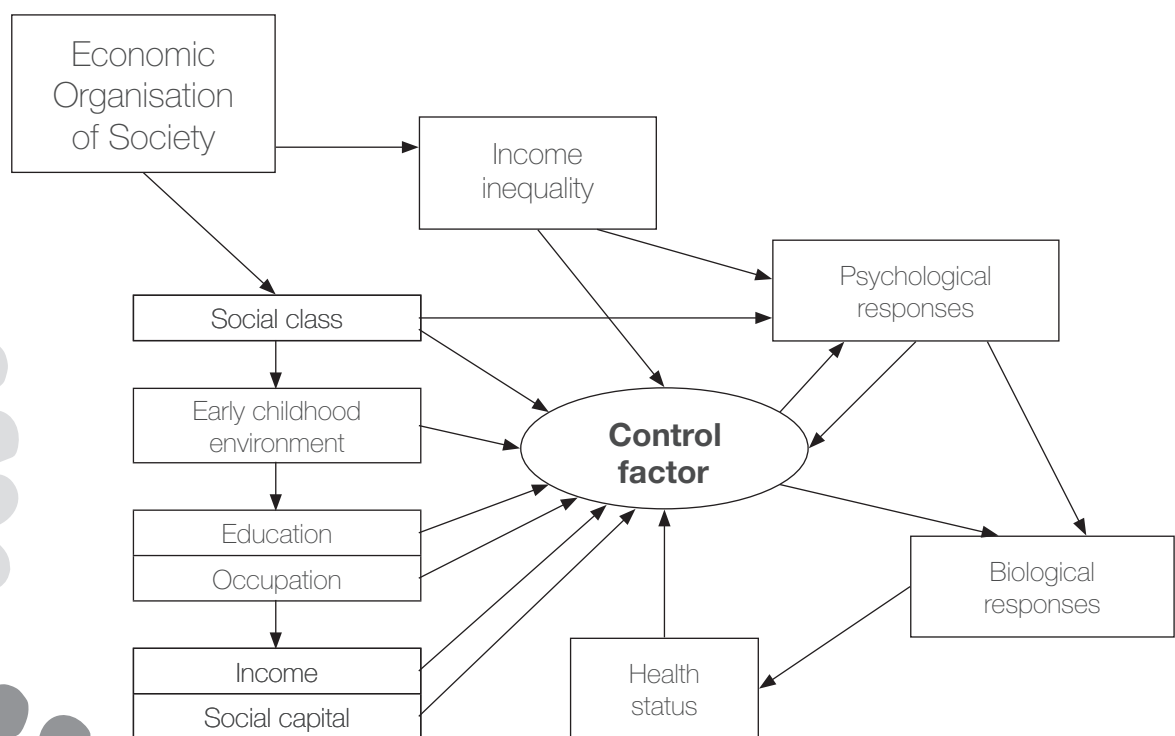 Economic
Organisation
of Society
Income
inequality
Psychological
responses
Social class
Early childhood
environment
Control
factor
Education
Occupation
Biological
responses
Income
Social capital
Health
status